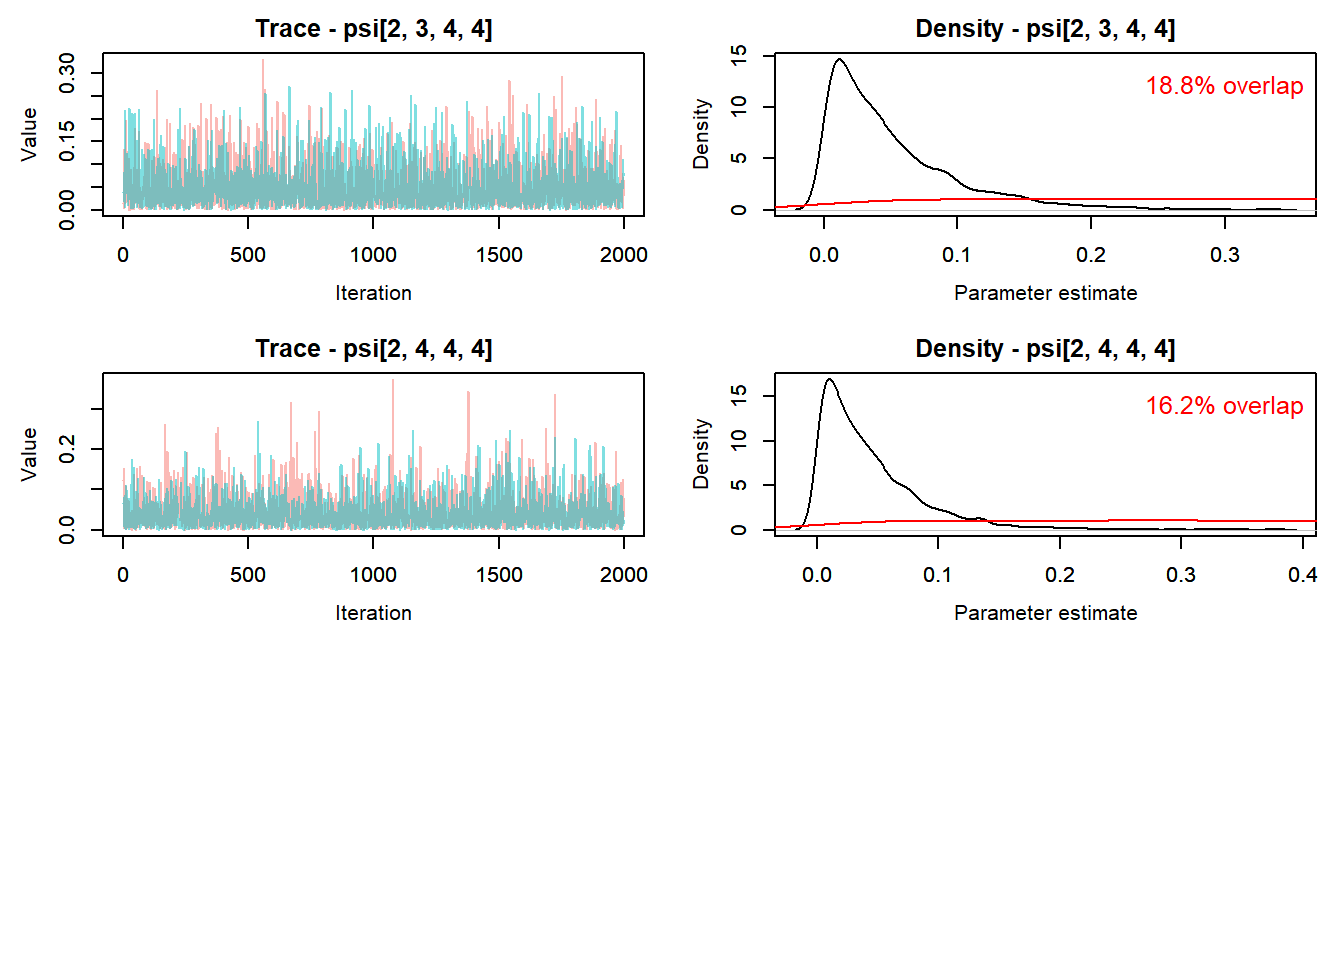 Trace - psi[2, 3, 4, 4]
Value
0.00 0.15 0.30
0 500 1000 1500 2000
Iteration
Density - psi[2, 3, 4, 4]
Density
0 5 10 15
18.8% overlap
0.0 0.1 0.2 0.3
Parameter estimate
Trace - psi[2, 4, 4, 4]
Value
0.0 0.2
0 500 1000 1500 2000
Iteration
Density - psi[2, 4, 4, 4]
Density
0 5 10 15
16.2% overlap
0.0 0.1 0.2 0.3 0.4
Parameter estimate